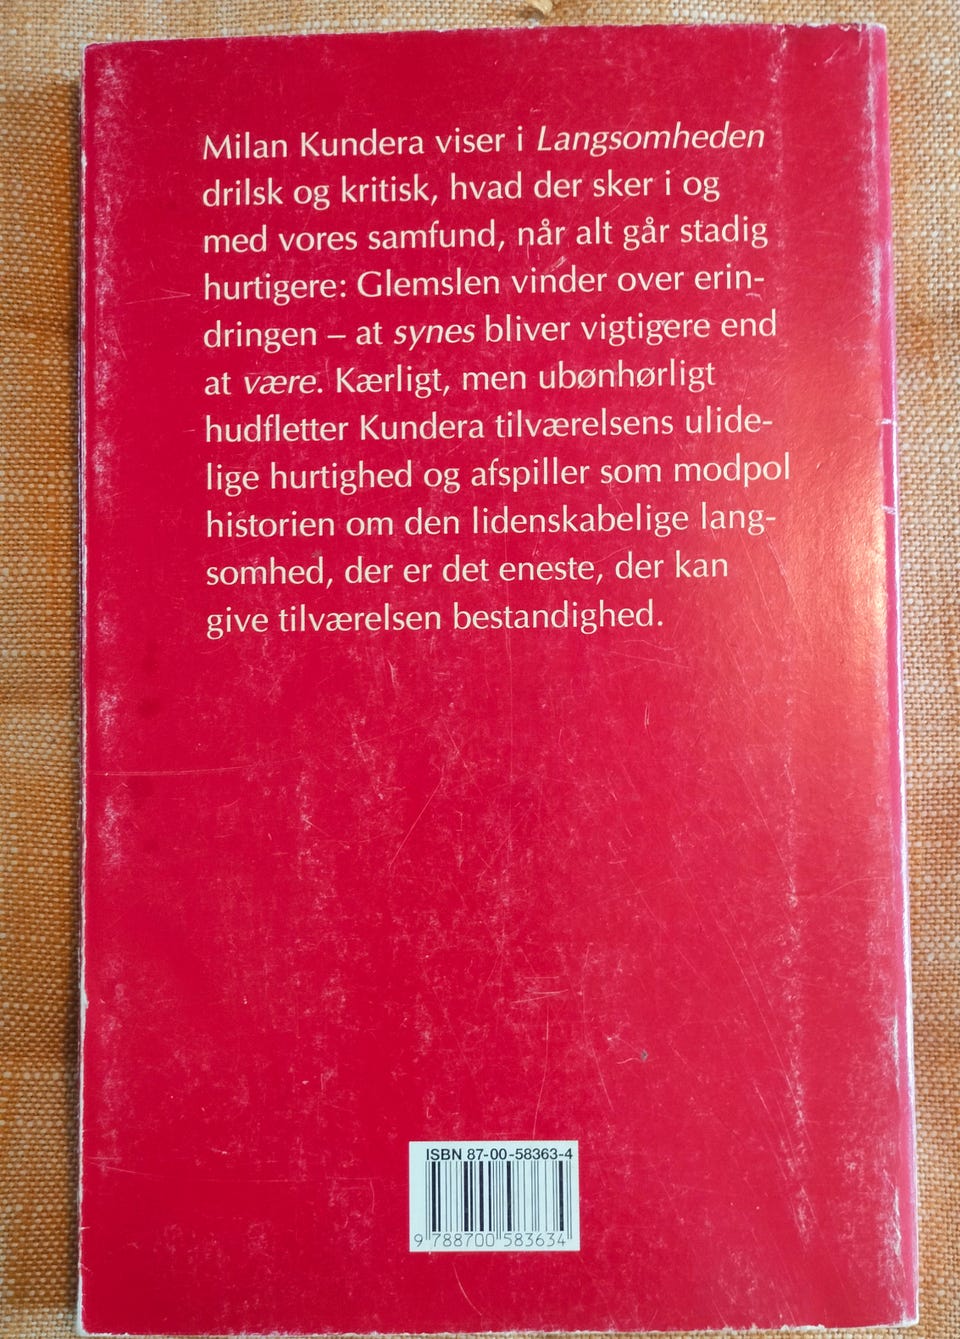 Milan Kundera viser i Langsomheden
drilsk og kritisk, hvad der sker i og
med vores samfund, når alt går stadig
hurtigere: Glemslen vinder over erin-
dringen – at synes bliver vigtigere end
at være. Kærligt, men ubønhørligt
hudfletter Kundera tilværelsens ulide-
lige hurtighed og afspiller som modpol
historien om den lidenskabelige lang-
somhed, der er det eneste, der kan
give tilværelsen bestandighed.
ISBN 87-00-58363-4
9 788700 583634